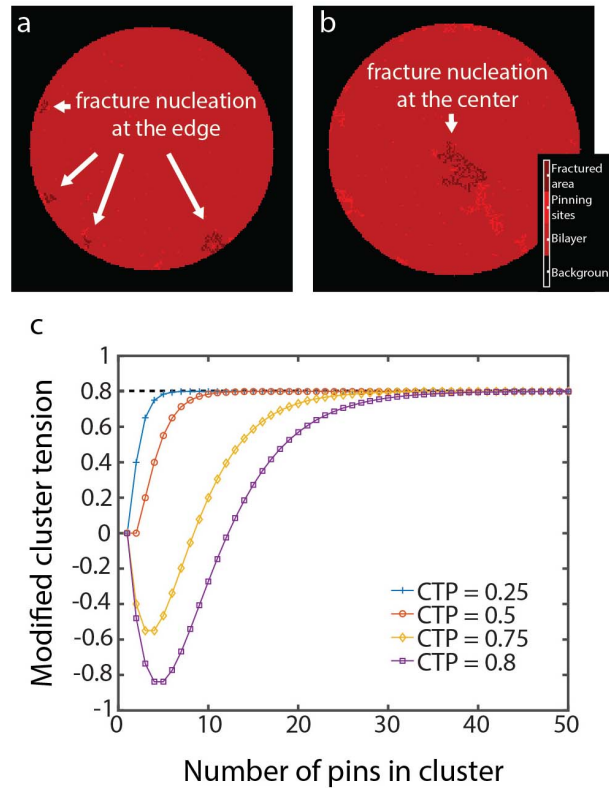 a
fracture nucleation
at the edge
b
fracture nucleation
at the center
Fractured
area
Pinning
sites
Bilayer
Background
c
Modified cluster tension
1
0.8
0.6
0.4
0.2
0
-0.2
-0.4
-0.6
-0.8
-1
CTP = 0.25
CTP = 0.5
CTP = 0.75
CTP = 0.8
0 10 20 30 40 50
Number of pins in cluster